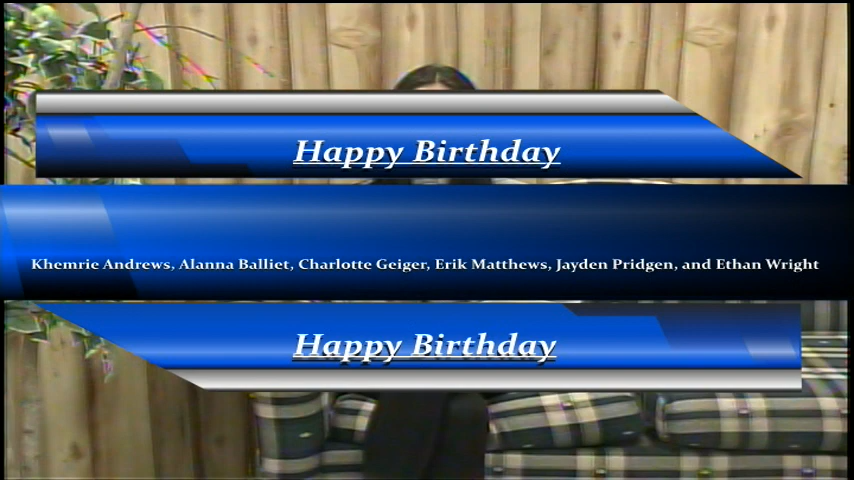 Happy Birthday
Khemrie Andrews, Alanna Balliet, Charlotte Geiger, Erik Matthews, Jayden Pridgen, and Ethan Wright
Happy Birthday